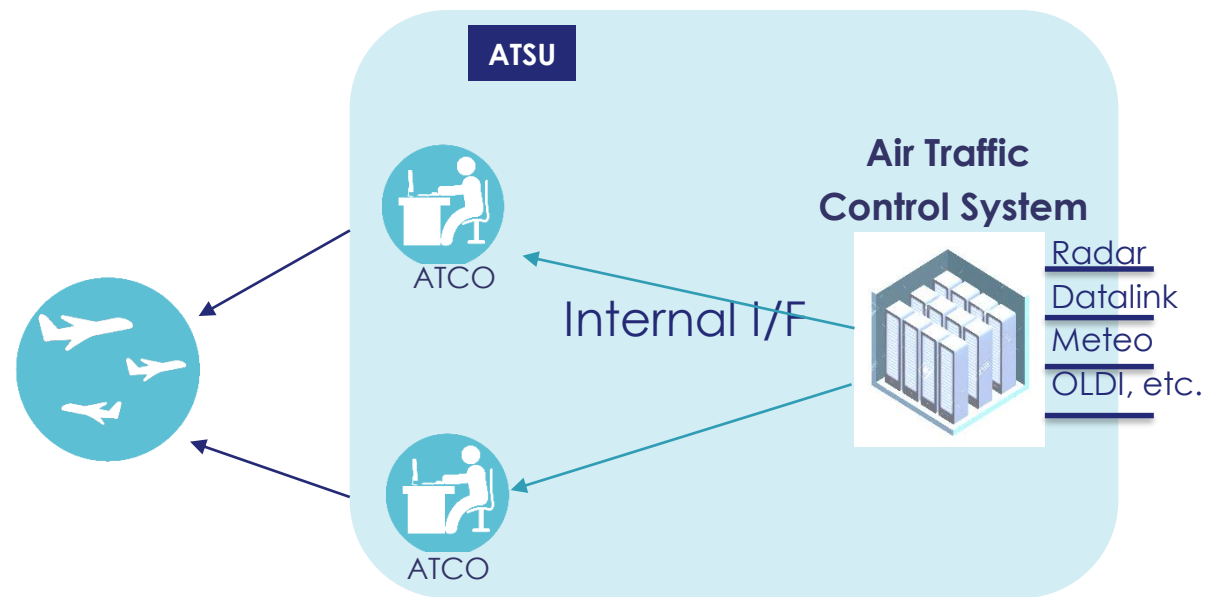 ATSU
Air Traffic
Control System
ATCO
Internal I/F
Radar
Datalink
Meteo
OLDI, etc.
ATCO